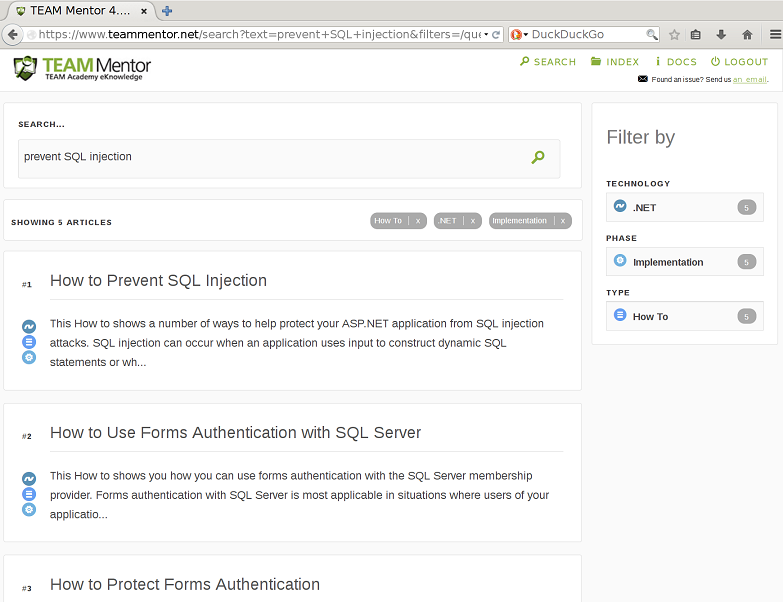 TEAM Mentor 4....
https://www.teammentor.net/search?text=prevent+SQL+injection&filters=/que
DuckDuckGo
TEAM Mentor
TEAM Academy eKnowledge
SEARCH INDEX DOCS LOGOUT
Found an issue? Send us an email.
SEARCH...
prevent SQL injection
SHOWING 5 ARTICLES
How To | x .NET | x Implementation | x
#1 How to Prevent SQL Injection
This How to shows a number of ways to help protect your ASP.NET application from SQL injection
attacks. SQL injection can occur when an application uses input to construct dynamic SQL
statements or wh...
#2 How to Use Forms Authentication with SQL Server
This How to shows you how you can use forms authentication with the SQL Server membership
provider. Forms authentication with SQL Server is most applicable in situations where users of your
applicatio...
#3 How to Protect Forms Authentication
Filter by
TECHNOLOGY
.NET 5
PHASE
Implementation 5
TYPE
How To 5